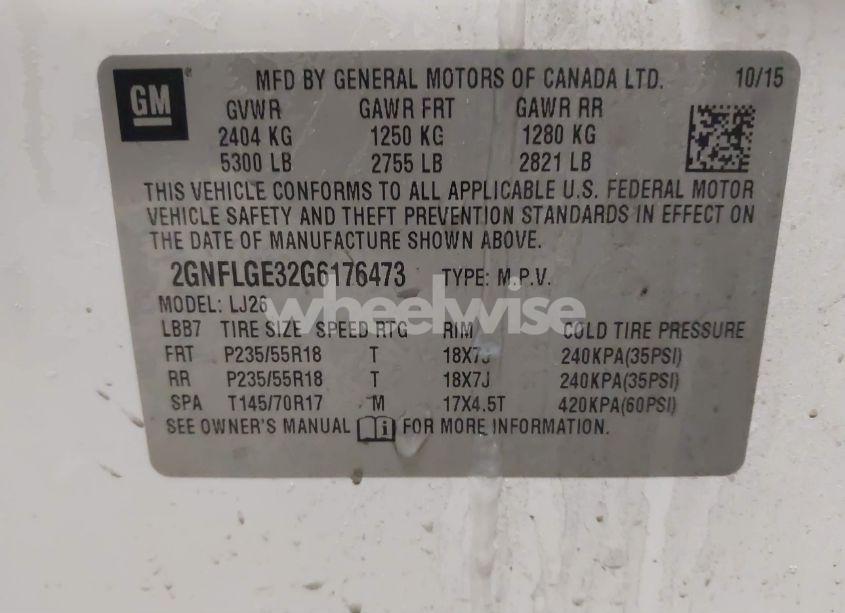 GM ® MFD BY GENERAL MOTORS OF CANADA LTD. 10/15
GVWR GAWR FRT GAWR RR
2404 KG 1250 KG 1280 KG
5300 LB 2755 LB 2821 LB
THIS VEHICLE CONFORMS TO ALL APPLICABLE U.S. FEDERAL MOTOR
VEHICLE SAFETY AND THEFT PREVENTION STANDARDS IN EFFECT ON
THE DATE OF MANUFACTURE SHOWN ABOVE.
2GNFLGE32G6176473 TYPE: M.P.V.
MODEL: LJ26
wheelwise
LBB7 TIRE SIZE SPEED RTG RIM COLD TIRE PRESSURE
FRT P235/55R18 T 18X7J 240KPA(35PSI)
RR P235/55R18 T 18X7J 240KPA(35PSI)
SPA T145/70R17 M 17X4.5T 420KPA(60PSI)
SEE OWNER'S MANUAL i FOR MORE INFORMATION.